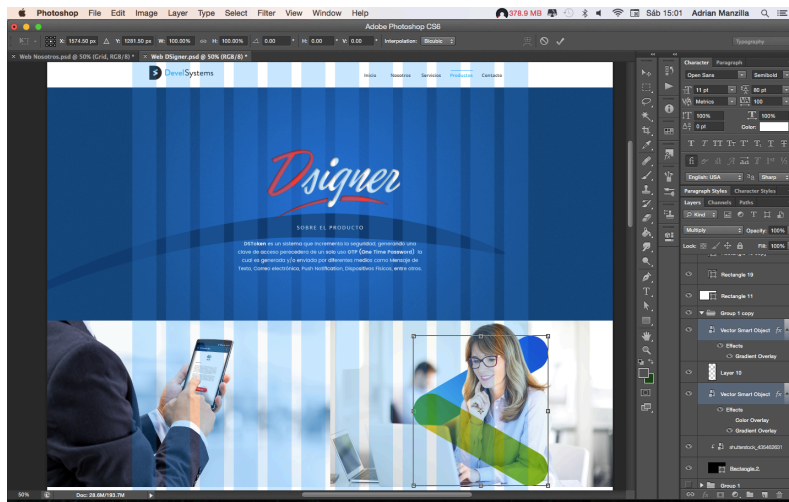 Photoshop File Edit Image Layer Type Select Filter View Window Help 378.9 MB Sáb 15:01 Adrian Manzilla
Adobe Photoshop CS6
X: 1574.50 px Y: 1281.50 px W: 100.00% H: 100.00% 0.00 ° H: 0.00 ° V: 0.00 ° Interpolation: Bicubic Typography
× Web Nosotros.psd @ 50% (Grid, RGB/8) * × Web DSigner.psd @ 50% (RGB/8) *
DevelSystems
Inicio Nosotros Servicios Productos Contacto
Dsigner
SOBRE EL PRODUCTO
DSToken es un sistema que incrementa la seguridad, generando una
clave de acceso perecedera de un solo uso OTP (One Time Password) la
cual es generada y/o enviada por diferentes medios como Mensaje de
Texto, Correo electrónico, Push Notification, Dispositivos Físicos, entre otros.
50% Doc: 28.6M/193.7M
Character Paragraph
Open Sans Semibold
11 pt 80 pt
Metrics 100
100% 100%
0 pt Color:
English: USA Sharp
Paragraph Styles Character Styles
Layers Channels Paths
Kind
Multiply Opacity: 100%
Lock: Fill: 100%
Rectangle 10 copy
Rectangle 10
Rectangle 11
Group 1 copy
Vector Smart Object fx
Effects
Gradient Overlay
Layer 10
Vector Smart Object fx
Effects
Color Overlay
Gradient Overlay
Rectangle 2
Group 1